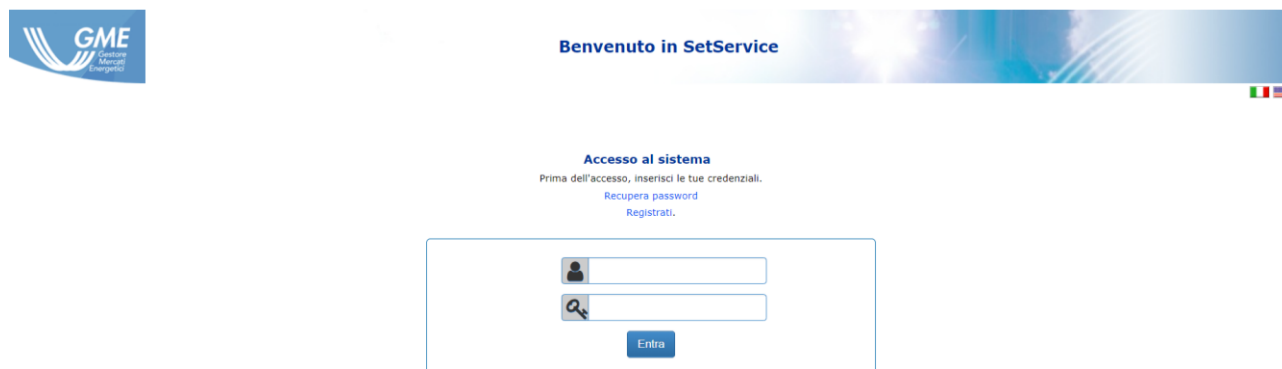 GME
Gestore
Mercati
Energetici
Benvenuto in SetService
Accesso al sistema
Prima dell'accesso, inserisci le tue credenziali.
Recupera password
Registrati.
Entra